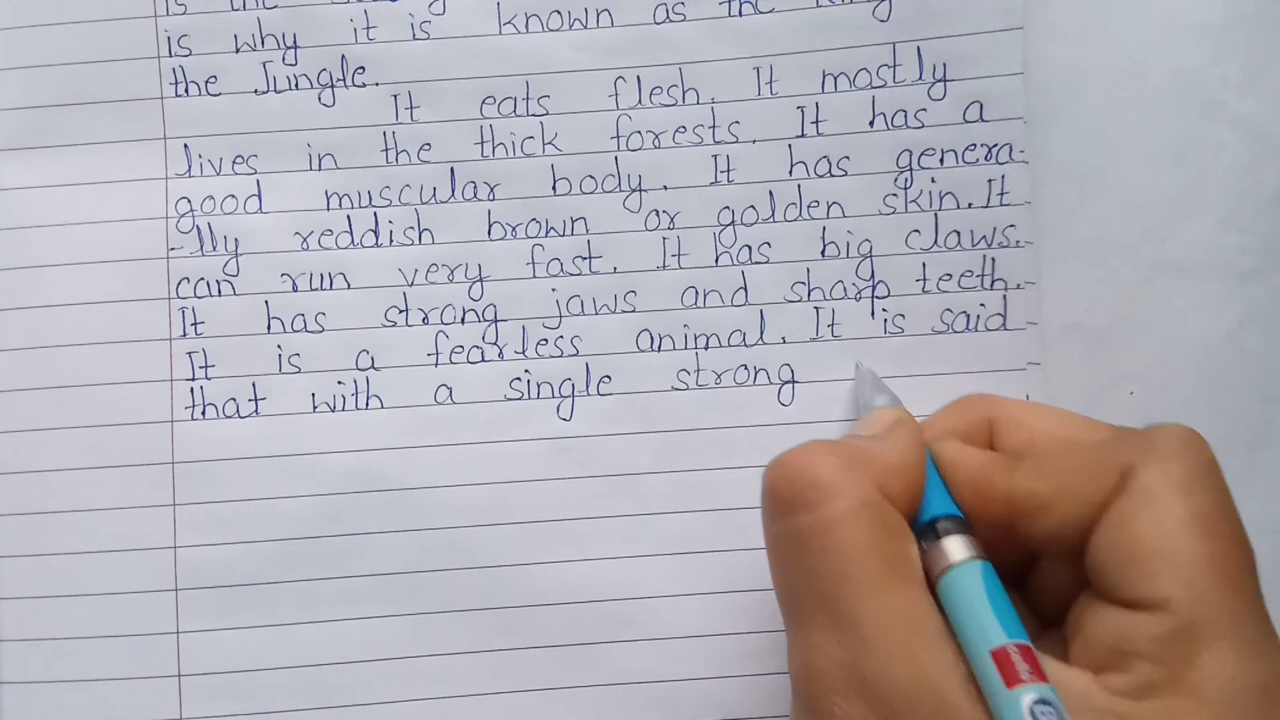 is the
is why it is known as the King
the Jungle.
It eats flesh. It mostly
lives in the thick forests. It has a
good muscular body. It has genera-
-lly reddish brown or golden skin. It
can run very fast. It has big claws.
It has strong jaws and sharp teeth.
It is a fearless animal. It is said
that with a single strong